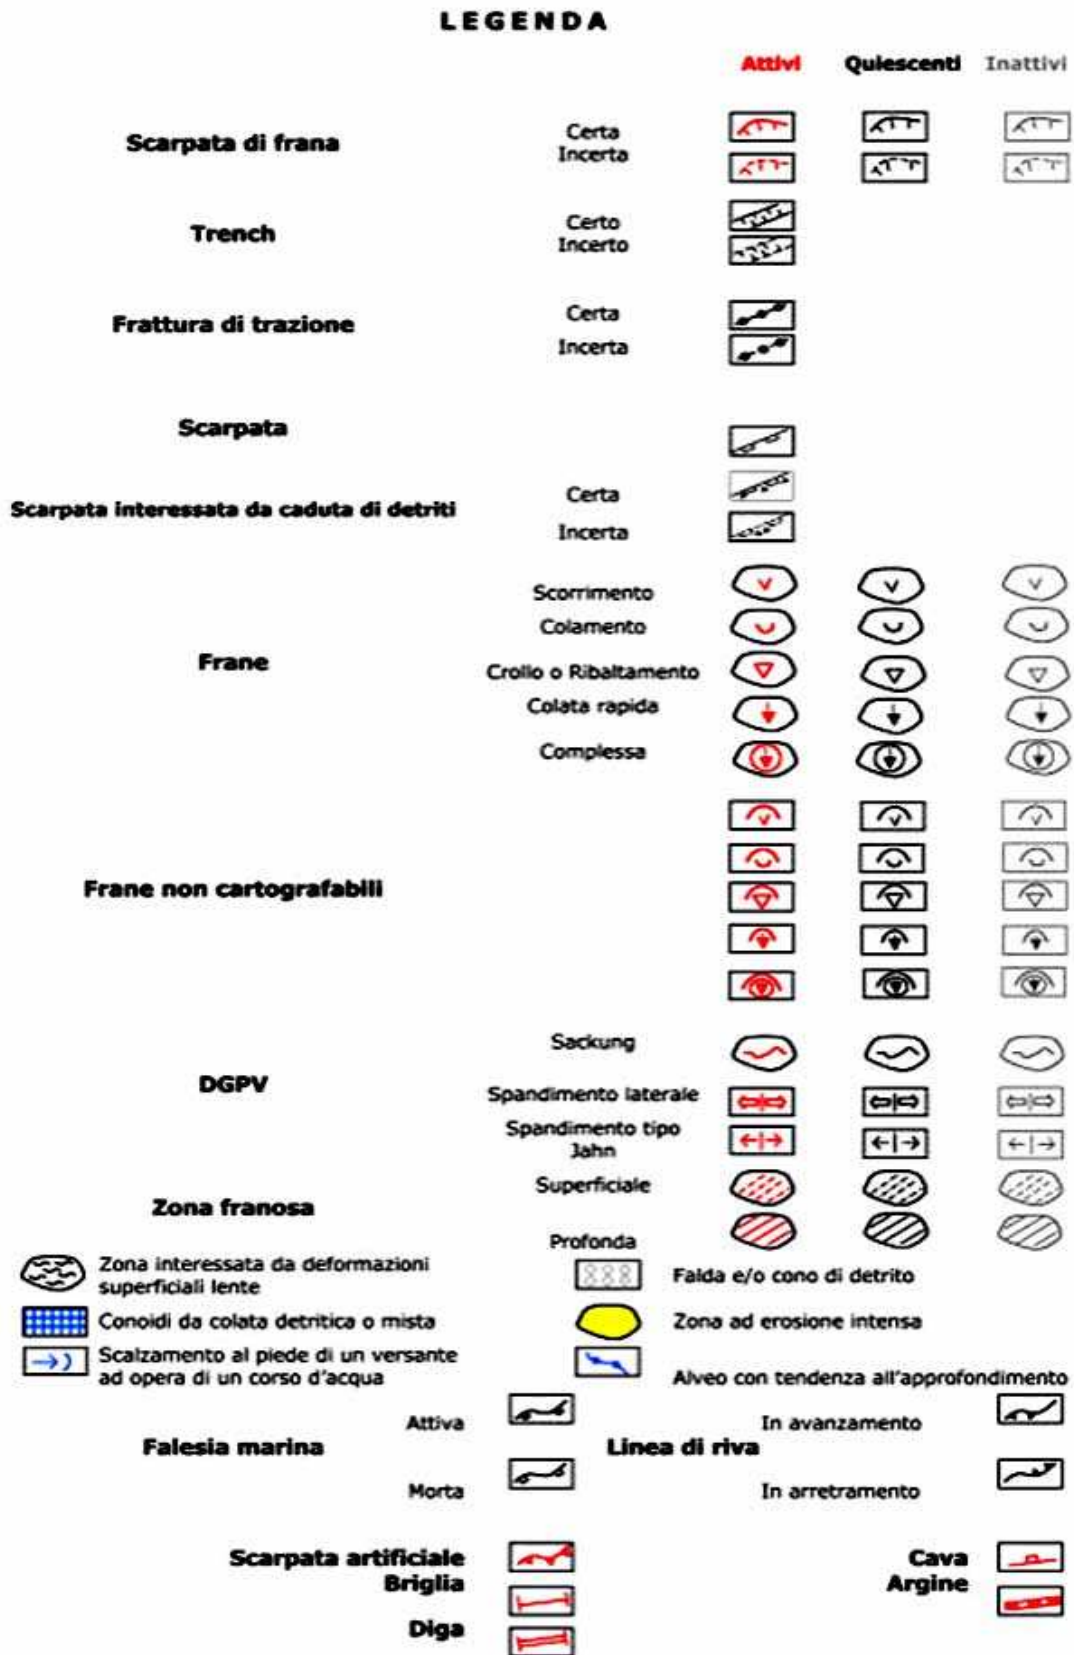 LEGENDA
Attivi Quiescenti Inattivi
Scarpata di frana
Certa
Incerta
Trench
Certo
Incerto
Frattura di trazione
Certa
Incerta
Scarpata
Scarpata interessata da caduta di detriti
Certa
Incerta
Frane
Scorrimento
Colamento
Crollo o Ribaltamento
Colata rapida
Complessa
Frane non cartografabili
DGPV
Sackung
Spandimento laterale
Spandimento tipo
Jahn
Zona franosa
Superficiale
Profonda
Zona interessata da deformazioni
superficiali lente
Falda e/o cono di detrito
Conoidi da colata detritica o mista
Zona ad erosione intensa
Scalzamento al piede di un versante
ad opera di un corso d'acqua
Alveo con tendenza all'approfondimento
Falesia marina
Attiva
Morta
Linea di riva
In avanzamento
In arretramento
Scarpata artificiale
Briglia
Diga
Cava
Argine